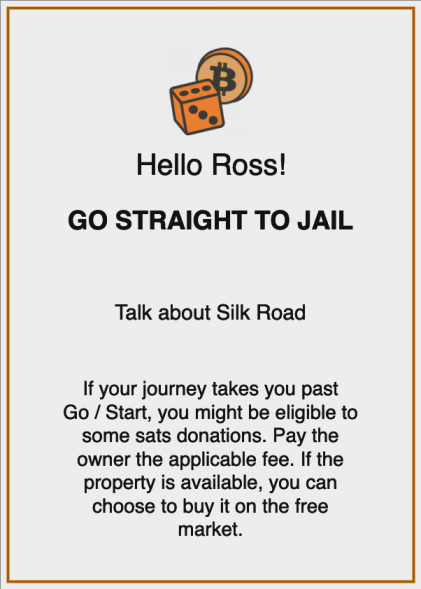 Hello Ross!
GO STRAIGHT TO JAIL
Talk about Silk Road
If your journey takes you past
Go / Start, you might be eligible to
some sats donations. Pay the
owner the applicable fee. If the
property is available, you can
choose to buy it on the free
market.